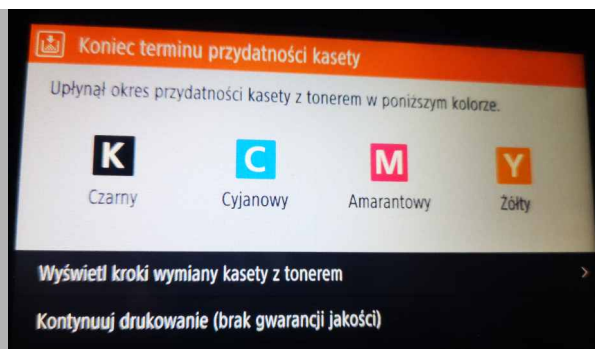 Koniec terminu przydatności kasety
Upłynął okres przydatności kasety z tonerem w poniższym kolorze.
K C M Y
Czarny Cyjanowy Amarantowy Żółty
Wyświetl kroki wymiany kasety z tonerem
Kontynuuj drukowanie (brak gwarancji jakości)